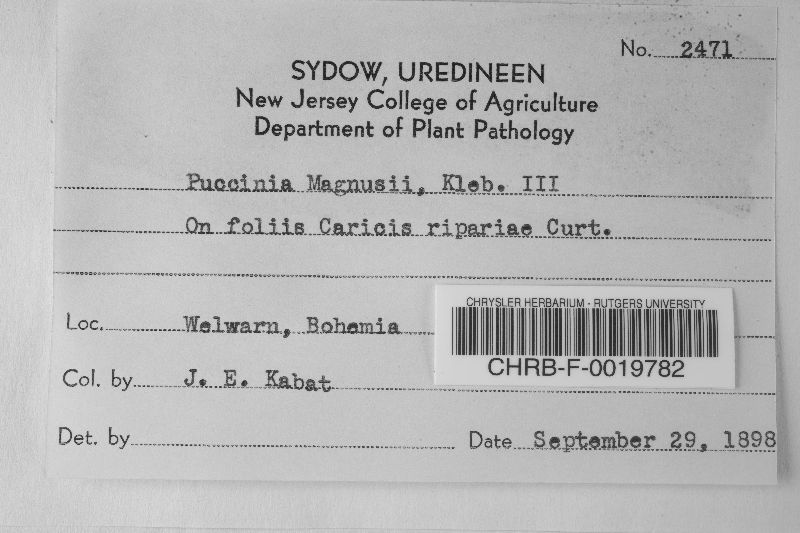 No. 2471
SYDOW, UREDINEEN
New Jersey College of Agriculture
Department of Plant Pathology
Puccinia Magnusii, Kleb. III
On foliis Caricis ripariae Curt.
Loc. Welwarn, Bohemia
CHRYSLER HERBARIUM - RUTGERS UNIVERSITY
CHRB-F-0019782
Col. by J. E. Kabat
Det. by
Date September 29, 1898